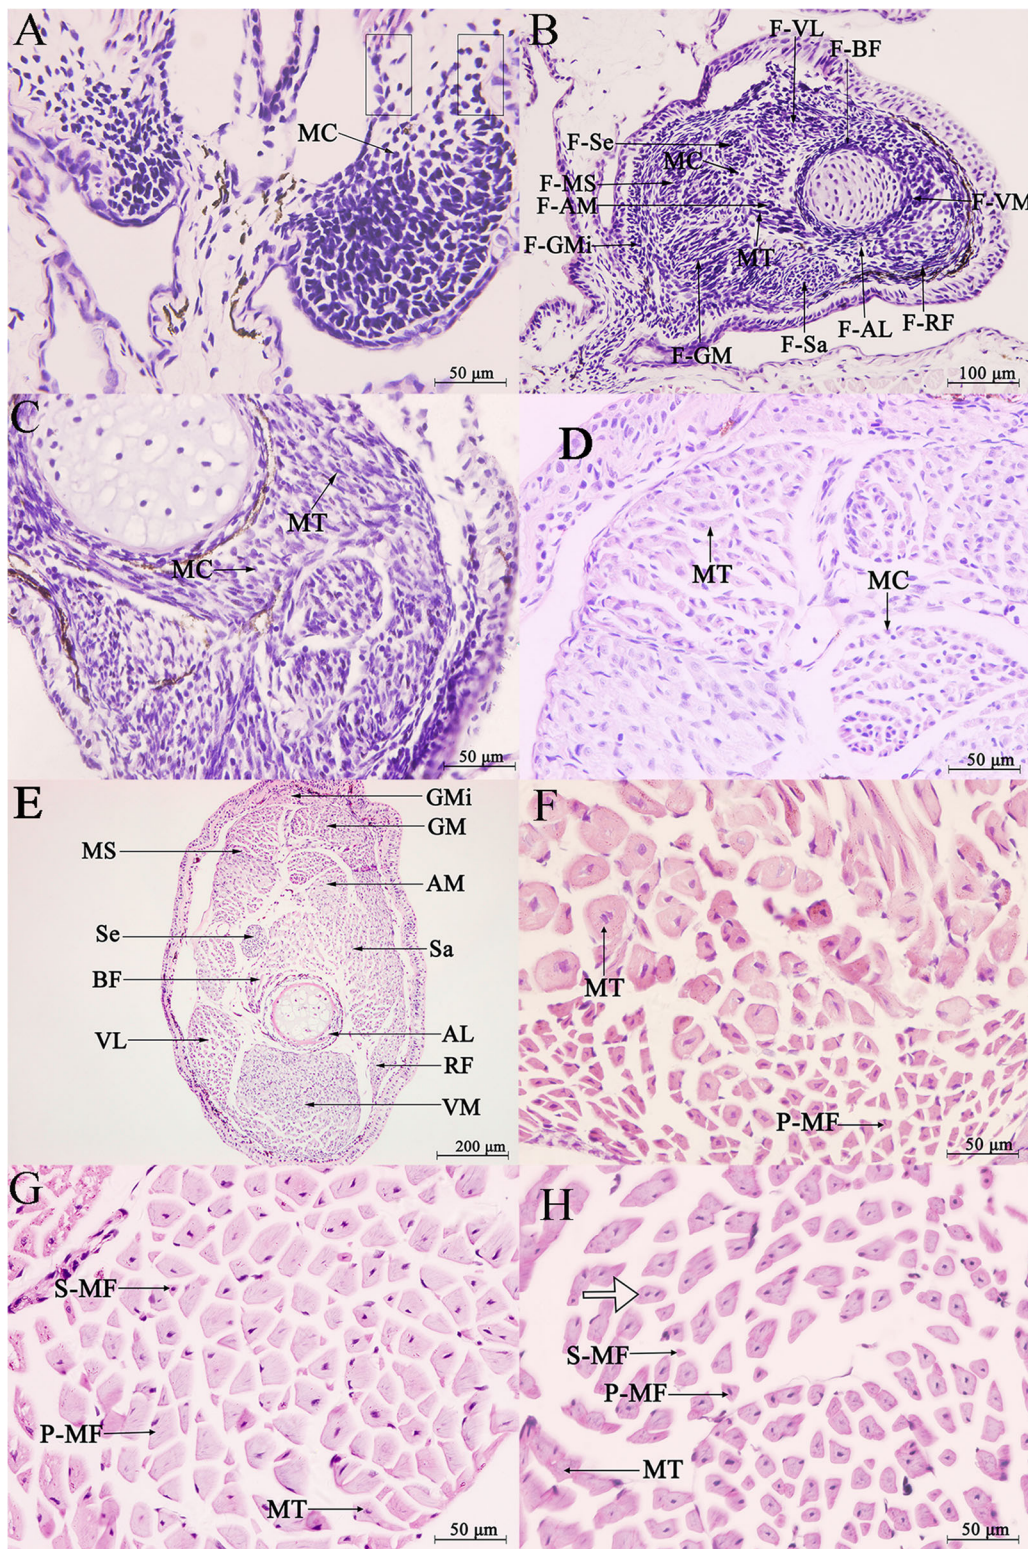 A
MC
50 µm
B
F-VL
F-BF
F-Se
MC
F-MS
F-AM
F-VM
F-GMi
MT
F-GM
F-Sa
F-AL
F-RF
100 µm
C
MT
MC
50 µm
D
MT
MC
50 µm
E
GMi
GM
MS
AM
Se
Sa
BF
VL
AL
RF
VM
200 µm
F
MT
P-MF
50 µm
G
S-MF
P-MF
MT
50 µm
H
S-MF
P-MF
MT
50 µm